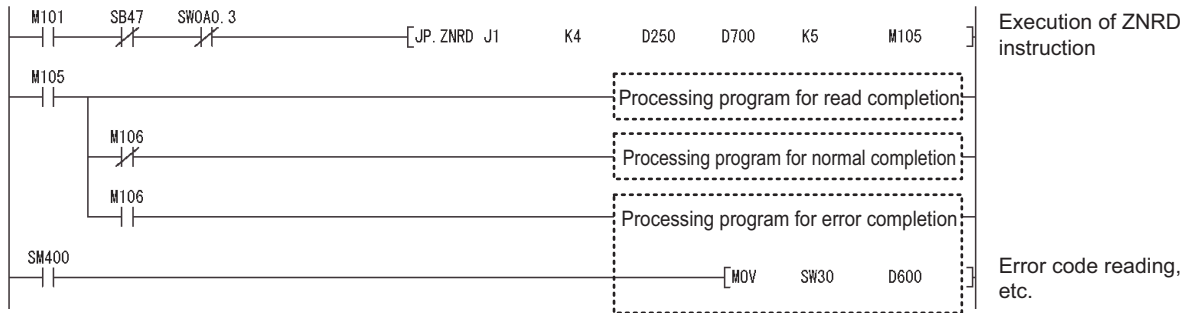 M101 SB47 SW0A0.3
JP.ZNRD J1 K4 D250 D700 K5 M105
Execution of ZNRD
instruction
M105
Processing program for read completion
M106
Processing program for normal completion
M106
Processing program for error completion
SM400
MOV SW30 D600
Error code reading,
etc.